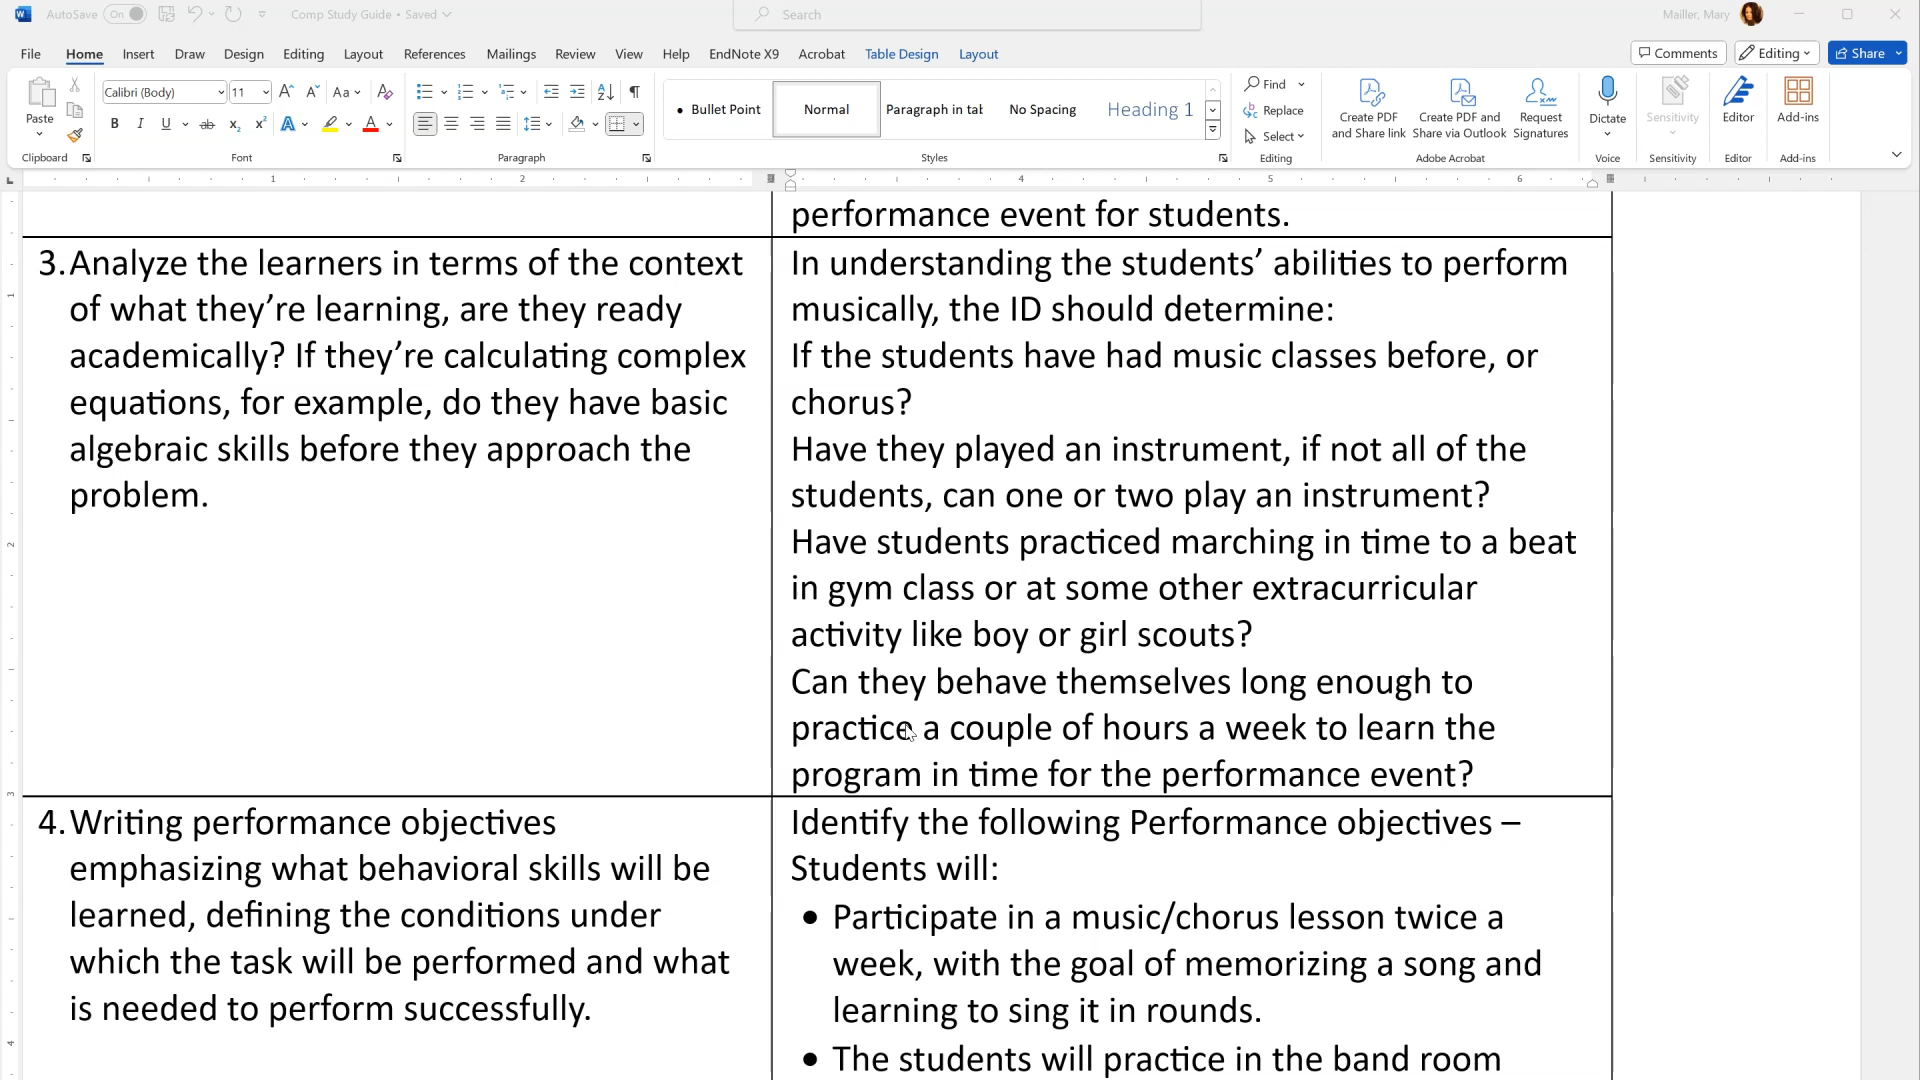 AutoSave On Comp Study Guide • Saved Search Mailler, Mary
File Home Insert Draw Design Editing Layout References Mailings Review View Help EndNote X9 Acrobat Table Design Layout Comments Editing Share
Paste
Clipboard
Calibri (Body) 11
Font
Paragraph
• Bullet Point Normal Paragraph in tab No Spacing Heading 1
Styles
Find
Replace
Select
Editing
Create PDF
and Share link
Create PDF and
Share via Outlook
Request
Signatures
Adobe Acrobat
Dictate
Voice
Sensitivity
Sensitivity
Editor
Editor
Add-ins
Add-ins
1 2 4 5 6
performance event for students.
3. Analyze the learners in terms of the context
of what they’re learning, are they ready
academically? If they’re calculating complex
equations, for example, do they have basic
algebraic skills before they approach the
problem.
In understanding the students’ abilities to perform
musically, the ID should determine:
If the students have had music classes before, or
chorus?
Have they played an instrument, if not all of the
students, can one or two play an instrument?
Have students practiced marching in time to a beat
in gym class or at some other extracurricular
activity like boy or girl scouts?
Can they behave themselves long enough to
practice a couple of hours a week to learn the
program in time for the performance event?
4. Writing performance objectives
emphasizing what behavioral skills will be
learned, defining the conditions under
which the task will be performed and what
is needed to perform successfully.
Identify the following Performance objectives –
Students will:
• Participate in a music/chorus lesson twice a
week, with the goal of memorizing a song and
learning to sing it in rounds.
• The students will practice in the band room